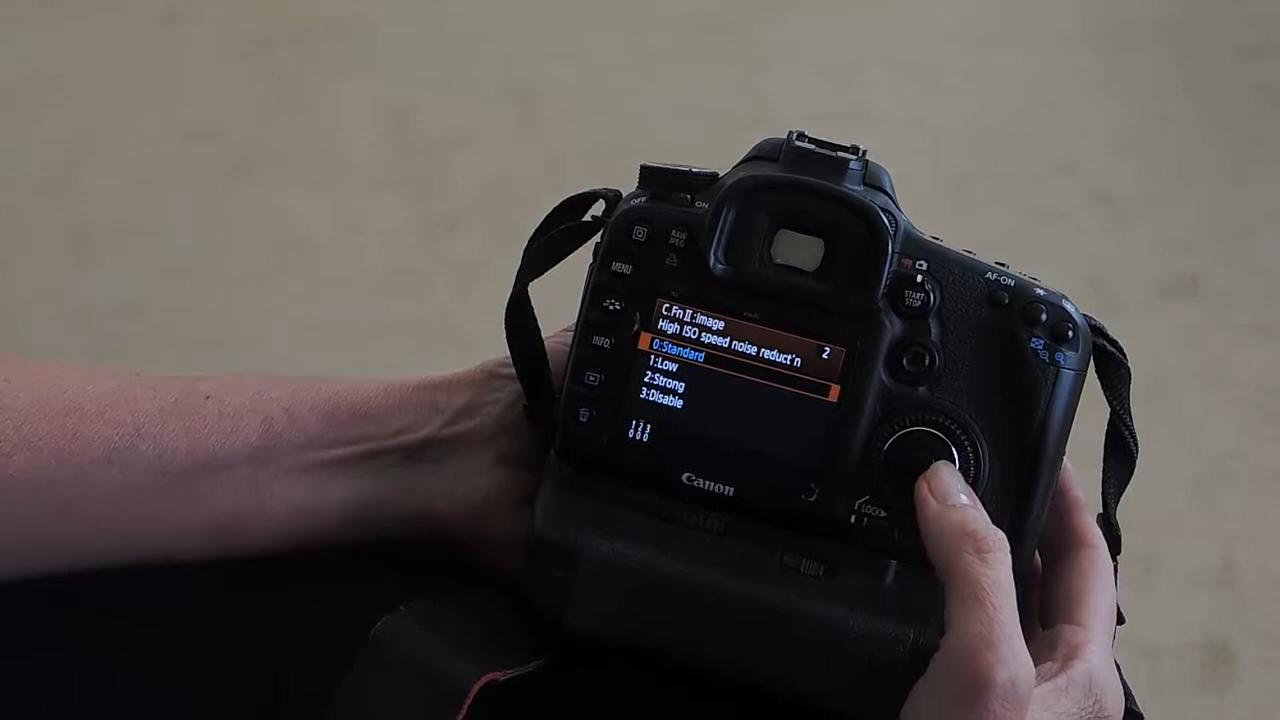 OFF
ON
RAW
JPEG
MENU
INFO.
C.Fn II :Image
High ISO speed noise reduct'n
2
0:Standard
1:Low
2:Strong
3:Disable
1 2 3
0 0 0
Canon
START
STOP
AF-ON
LOCK
Q